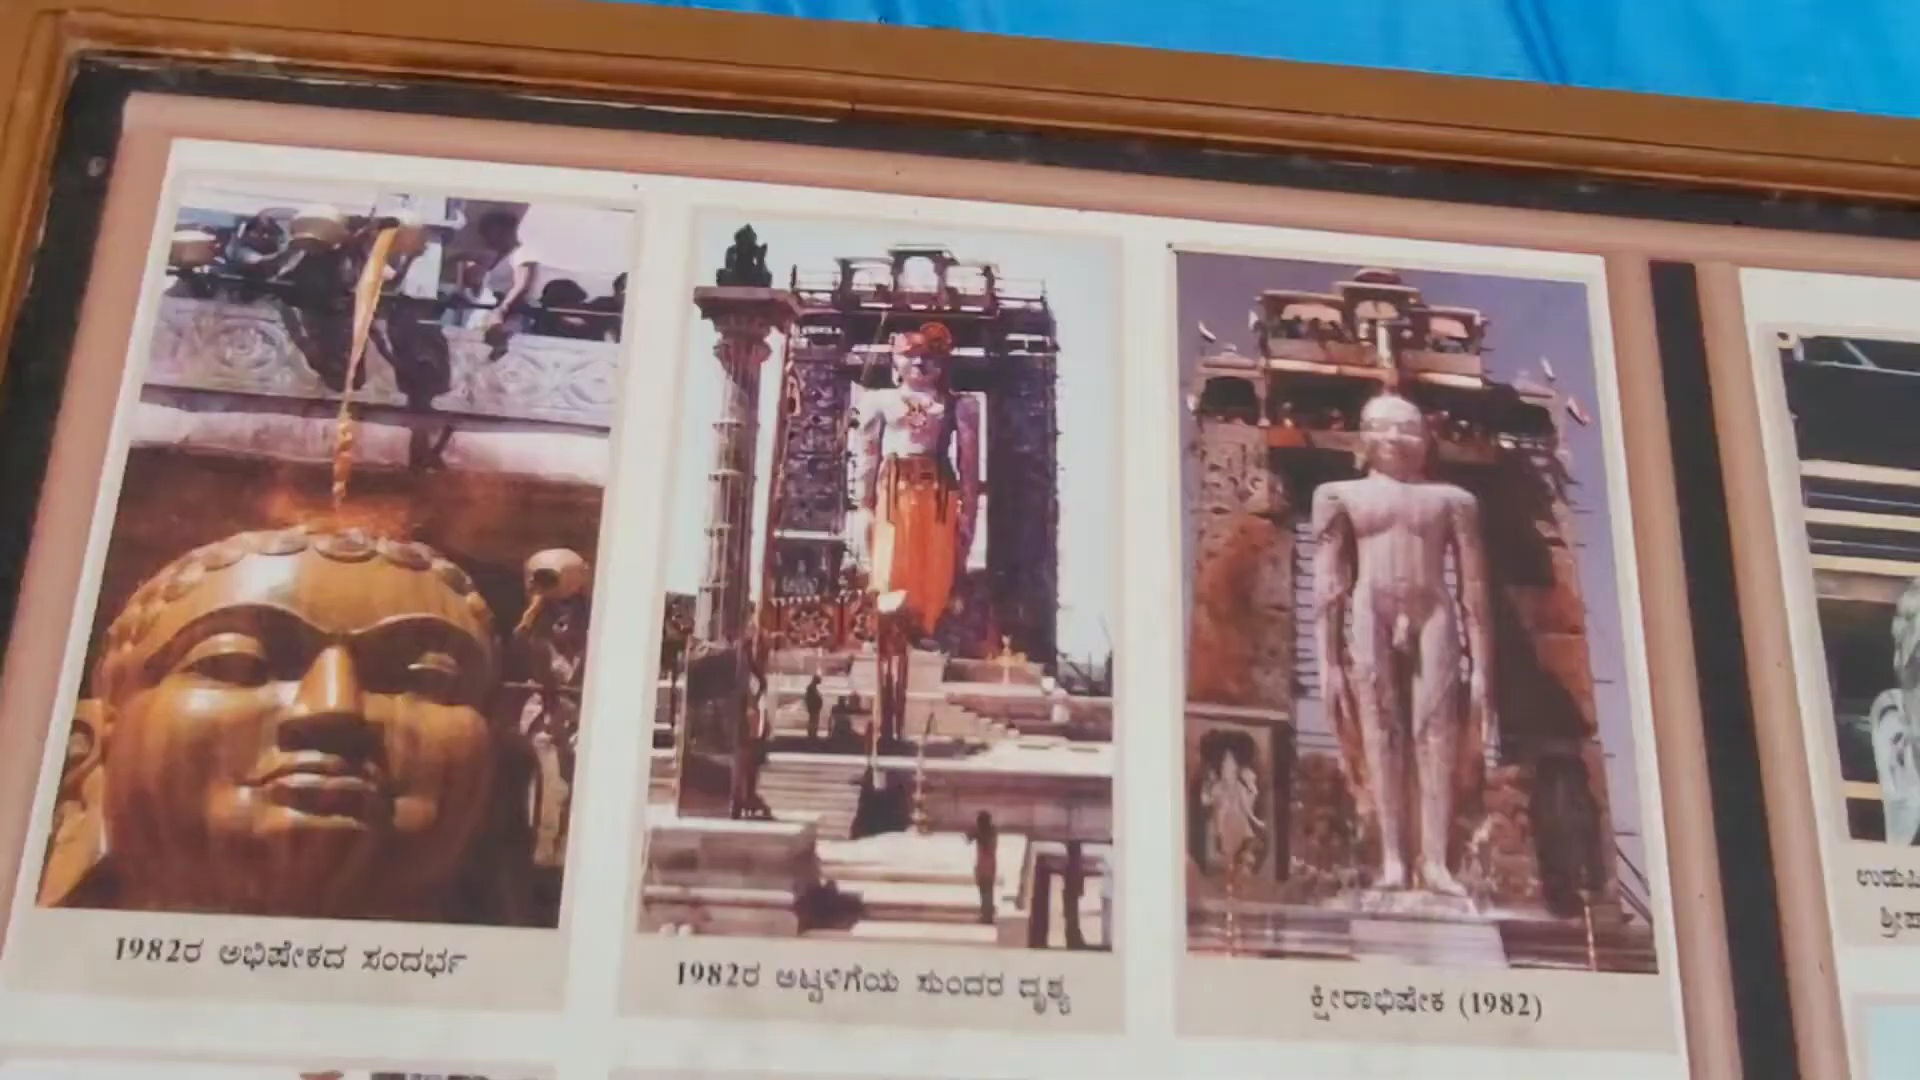 1982ರ ಅಭಿಷೇಕದ ಸಂದರ್ಭ
1982ರ ಅಟ್ಟಳಿಗೆಯ ಸುಂದರ ದೃಶ್ಯ
ಕ್ಷೀರಾಭಿಷೇಕ (1982)